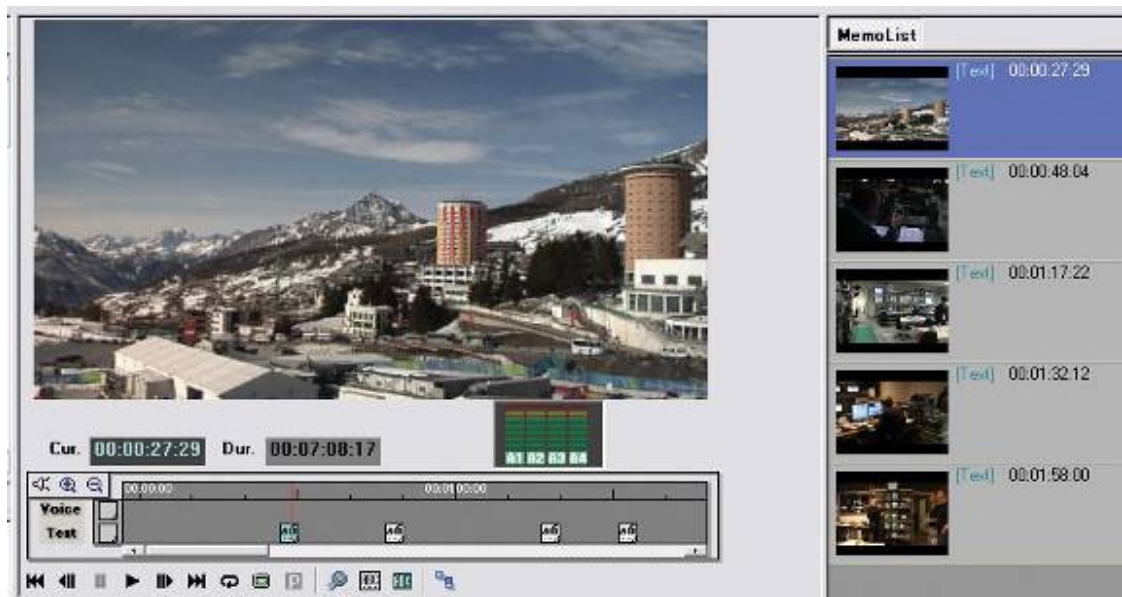 MemoList
[Text] 00:00:27:29
[Text] 00:00:48:04
[Text] 00:01:17:22
[Text] 00:01:32:12
[Text] 00:01:58:00
Cur. 00:00:27:29 Dur. 00:07:08:17
A1 A2 A3 A4
00:00:00 00:01:00:00
Voice
Text